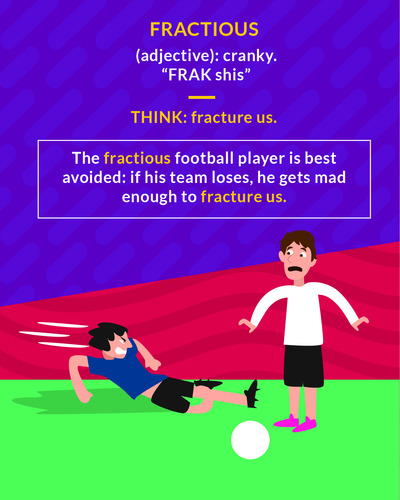 FRACTIOUS
(adjective): cranky.
“FRAK shis”
THINK: fracture us.
The fractious football player is best
avoided: if his team loses, he gets mad
enough to fracture us.